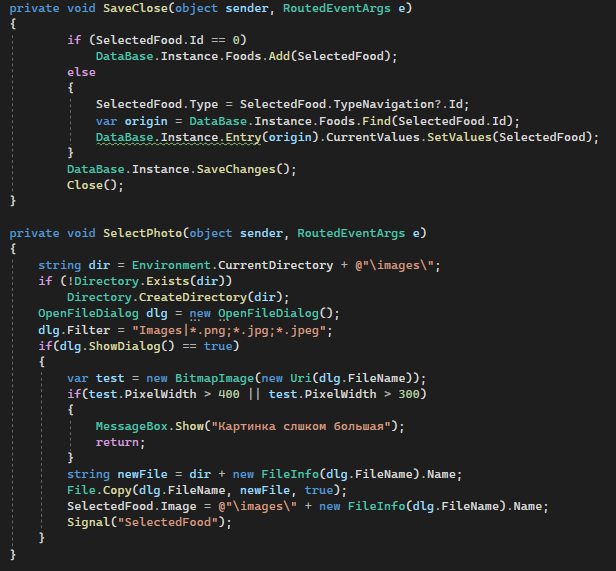 private void SaveClose(object sender, RoutedEventArgs e)
{
if (SelectedFood.Id == 0)
DataBase.Instance.Foods.Add(SelectedFood);
else
{
SelectedFood.Type = SelectedFood.TypeNavigation?.Id;
var origin = DataBase.Instance.Foods.Find(SelectedFood.Id);
DataBase.Instance.Entry(origin).CurrentValues.SetValues(SelectedFood);
}
DataBase.Instance.SaveChanges();
Close();
}
private void SelectPhoto(object sender, RoutedEventArgs e)
{
string dir = Environment.CurrentDirectory + @"\images\";
if (!Directory.Exists(dir))
Directory.CreateDirectory(dir);
OpenFileDialog dlg = new OpenFileDialog();
dlg.Filter = "Images|*.png;*.jpg;*.jpeg";
if(dlg.ShowDialog() == true)
{
var test = new BitmapImage(new Uri(dlg.FileName));
if(test.PixelWidth > 400 || test.PixelWidth > 300)
{
MessageBox.Show("Картинка слшком большая");
return;
}
string newFile = dir + new FileInfo(dlg.FileName).Name;
File.Copy(dlg.FileName, newFile, true);
SelectedFood.Image = @"\images\" + new FileInfo(dlg.FileName).Name;
Signal("SelectedFood");
}
}